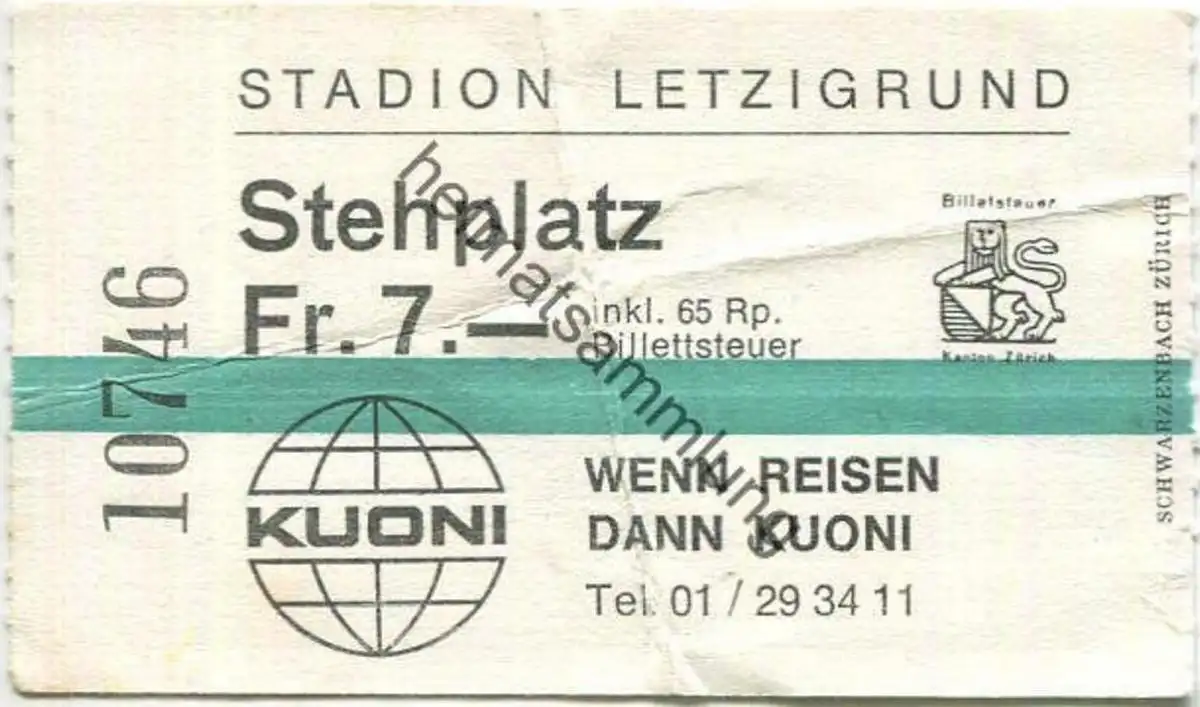 STADION LETZIGRUND
Stehplatz
Fr. 7.—
inkl. 65 Rp.
Billettsteuer
Billetsteuer
Kanton Zürich
10746
KUONI
WENN REISEN
DANN KUONI
Tel. 01 / 29 34 11
SCHWARZENBACH ZÜRICH
heimatsammlung